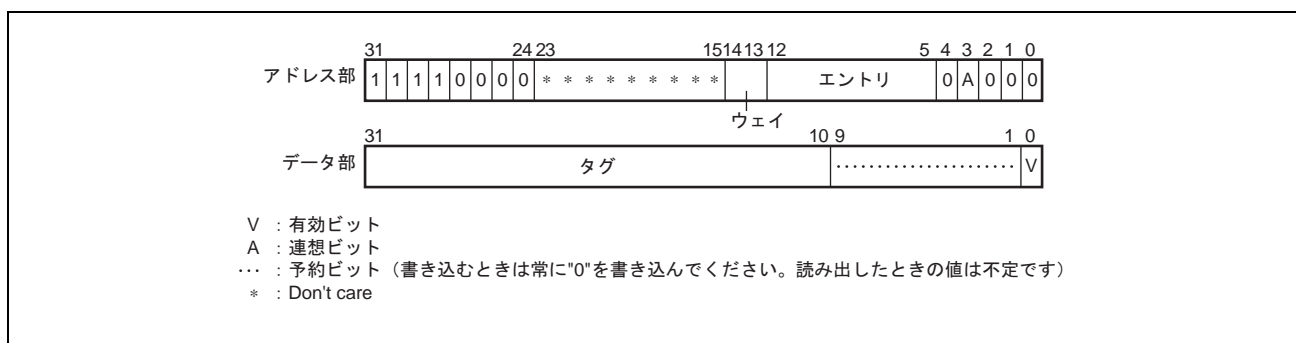 31 24 23 15 14 13 12 5 4 3 2 1 0
アドレス部 1 1 1 1 0 0 0 0 * * * * * * * * * エントリ 0 A 0 0 0
ウェイ
31 10 9 1 0
データ部 タグ ······················ V
V ：有効ビット
A ：連想ビット
··· ：予約ビット（書き込むときは常に"0"を書き込んでください。読み出したときの値は不定です）
* ：Don't care